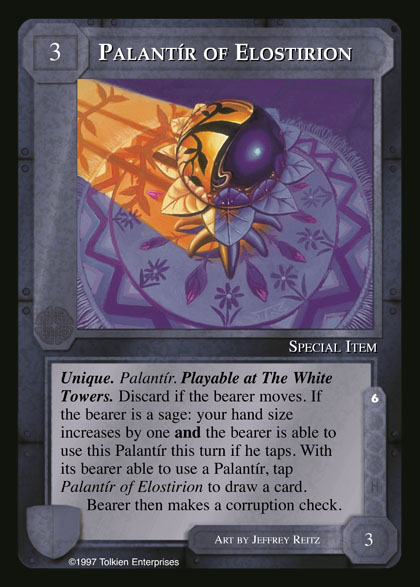 3
PALANTÍR OF ELOSTIRION
SPECIAL ITEM
Unique. Palantír. Playable at The White
Towers. Discard if the bearer moves. If
the bearer is a sage: your hand size
increases by one and the bearer is able to
use this Palantír this turn if he taps. With
its bearer able to use a Palantír, tap
Palantír of Elostirion to draw a card.
Bearer then makes a corruption check.
6
ART BY JEFFREY REITZ
3
©1997 Tolkien Enterprises